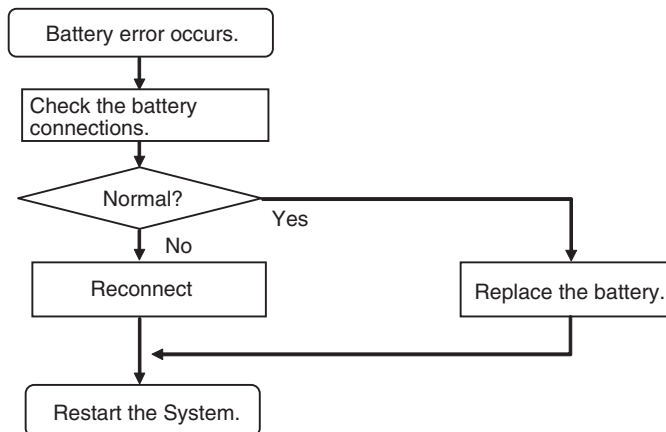 Battery error occurs.
Check the battery
connections.
Normal?
Yes
No
Reconnect
Replace the battery.
Restart the System.